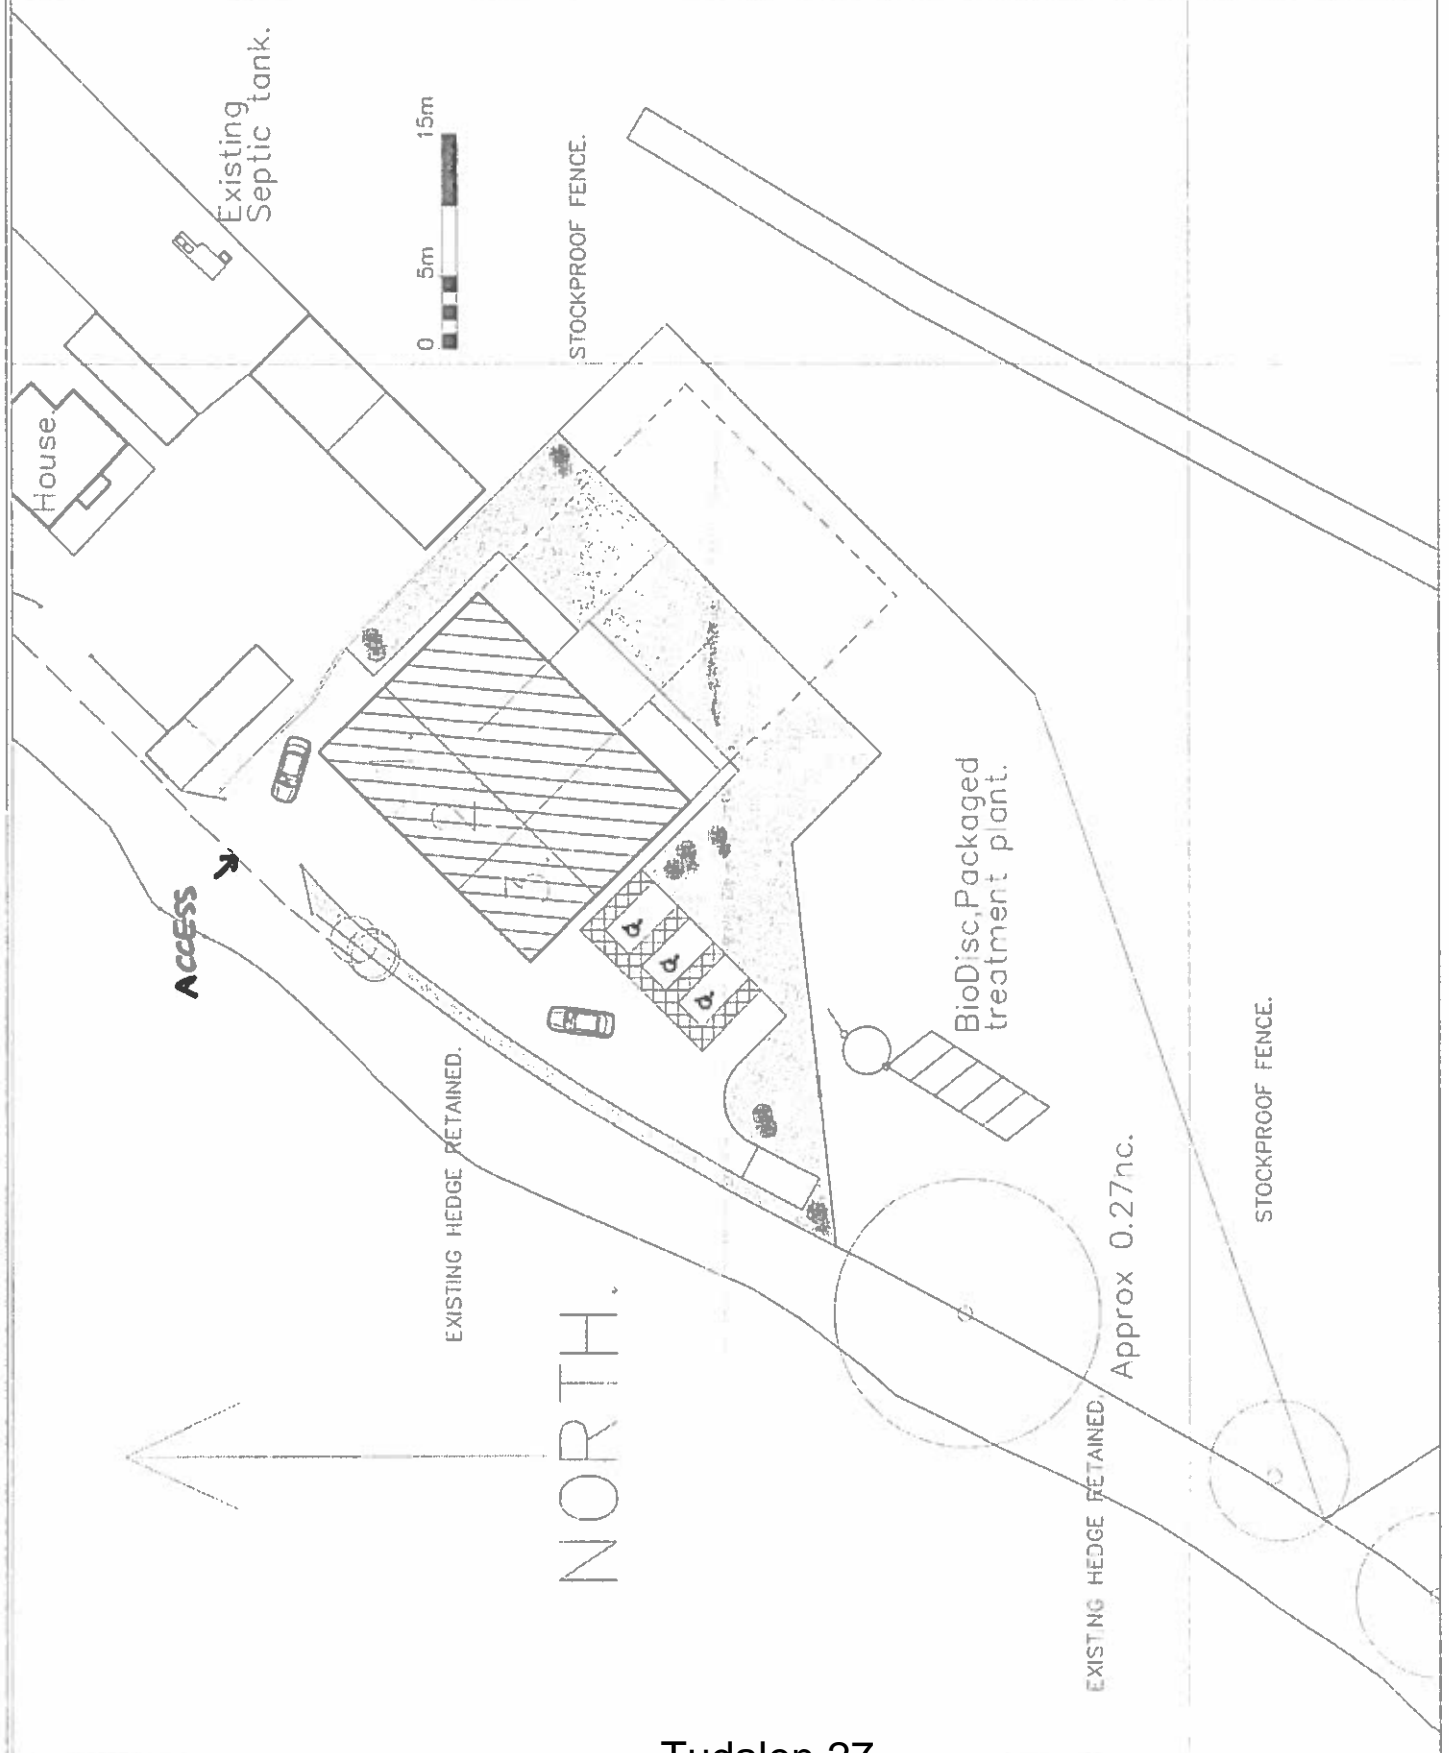 Existing
Septic tank.
15m
5m
0
STOCKPROOF FENCE.
House.
ACCESS
EXISTING HEDGE RETAINED.
NORTH.
BioDisc,Packaged
treatment plant.
Approx 0.27nc.
EXISTING HEDGE RETAINED.
STOCKPROOF FENCE.
Tudalen 27